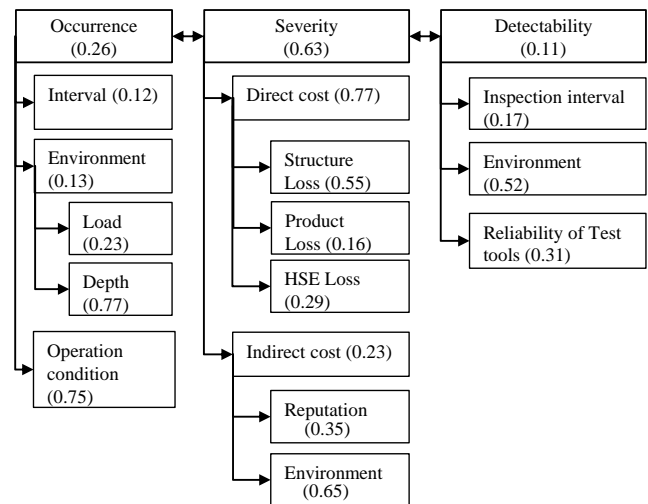 Occurrence
(0.26)
Interval (0.12)
Environment
(0.13)
Load
(0.23)
Depth
(0.77)
Operation
condition
(0.75)
Severity
(0.63)
Direct cost (0.77)
Structure
Loss (0.55)
Product
Loss (0.16)
HSE Loss
(0.29)
Indirect cost (0.23)
Reputation
(0.35)
Environment
(0.65)
Detectability
(0.11)
Inspection interval
(0.17)
Environment
(0.52)
Reliability of Test
tools (0.31)